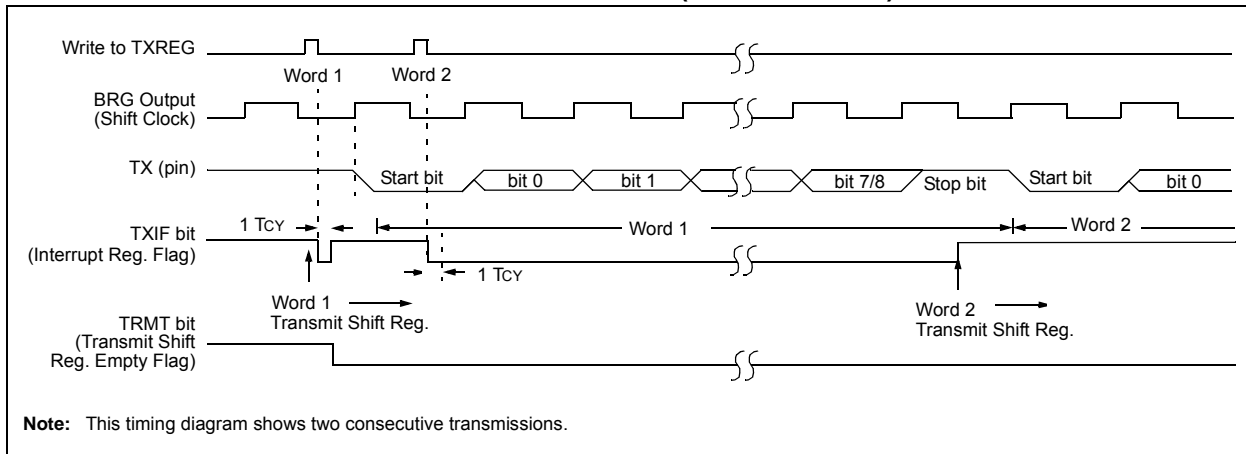 Write to TXREG
Word 1
Word 2
BRG Output
(Shift Clock)
TX (pin)
Start bit
bit 0
bit 1
bit 7/8
Stop bit
Start bit
bit 0
1 TCY
Word 1
Word 2
TXIF bit
(Interrupt Reg. Flag)
1 TCY
Word 1
Transmit Shift Reg.
Word 2
Transmit Shift Reg.
TRMT bit
(Transmit Shift
Reg. Empty Flag)
Note: This timing diagram shows two consecutive transmissions.